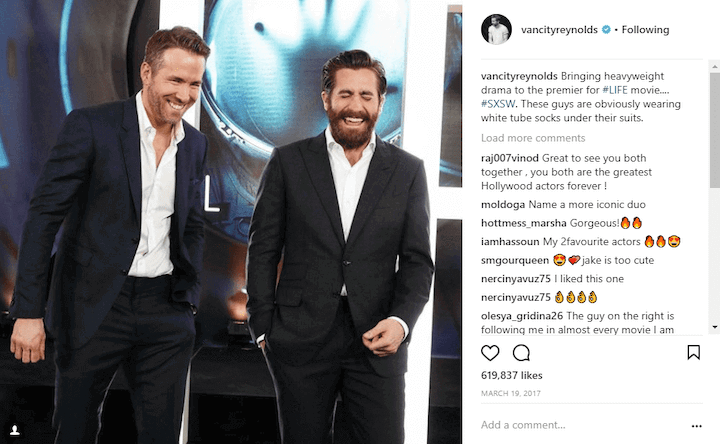 L
vancityreynolds • Following
vancityreynolds Bringing heavyweight
drama to the premier for #LIFE movie....
#SXSW. These guys are obviously wearing
white tube socks under their suits.
Load more comments
raj007vinod Great to see you both
together . you both are the greatest
Hollywood actors forever !
moldoga Name a more iconic duo
hottmess_marsha Gorgeous!🔥🔥
iamhassoun My 2favourite actors 🔥🔥😍
smgourqueen 😍💞jake is too cute
nercinyavuz75 I liked this one
nercinyavuz75 👌👌👌👌
olesya_gridina26 The guy on the right is
following me in almost every movie I am
619,837 likes
MARCH 19, 2017
Add a comment...